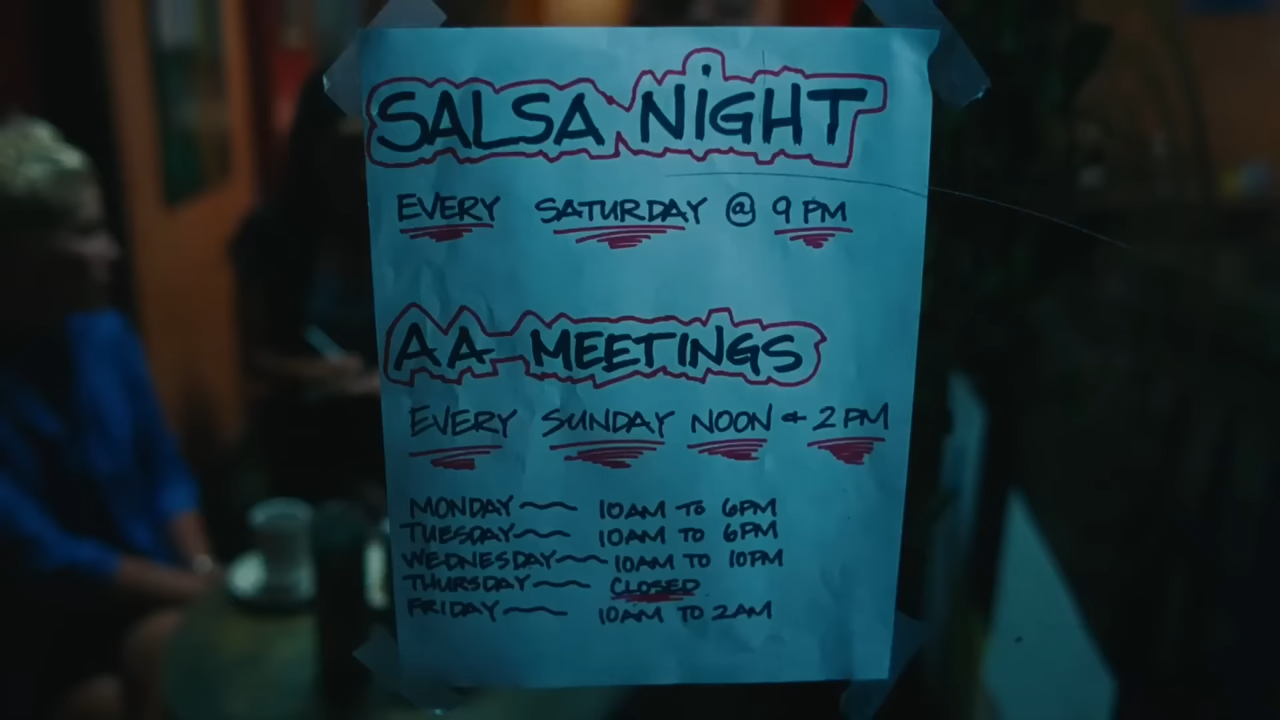 SALSA NIGHT
EVERY SATURDAY @ 9 PM
AA MEETINGS
EVERY SUNDAY NOON + 2 PM
MONDAY 10AM TO 6PM
TUESDAY 10AM TO 6PM
WEDNESDAY 10AM TO 10PM
THURSDAY CLOSED
FRIDAY 10AM TO 2AM